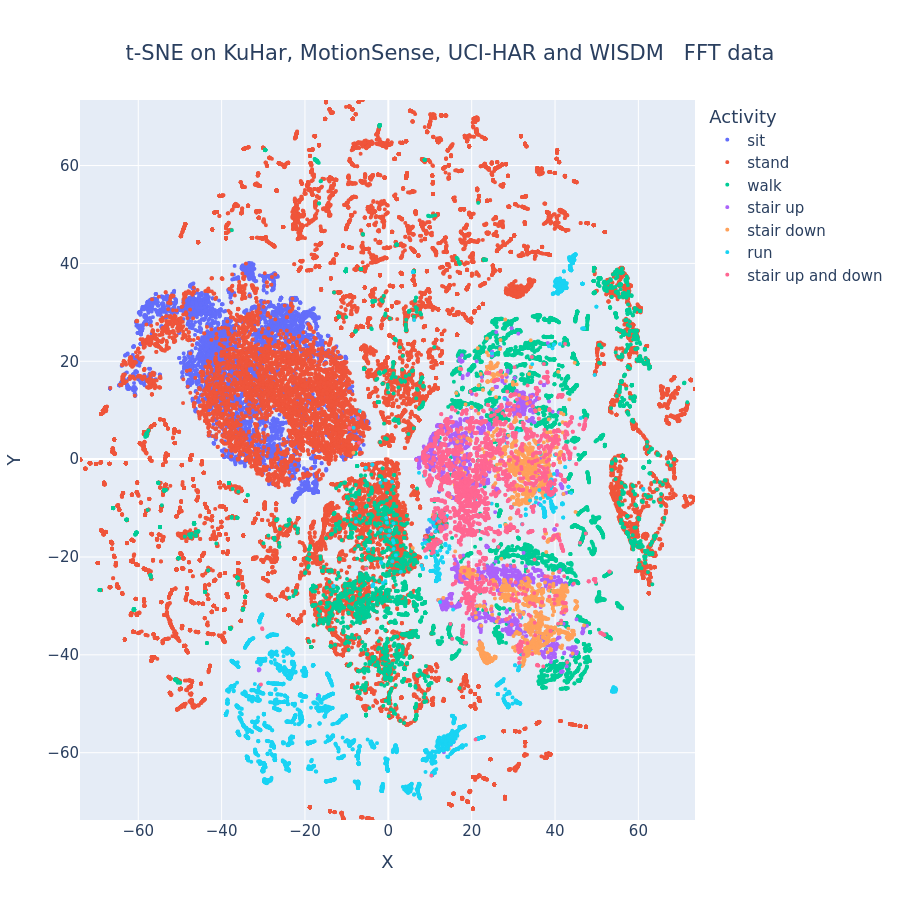 t-SNE on KuHar, MotionSense, UCI-HAR and WISDM   FFT data
Activity
sit
stand
walk
stair up
stair down
run
stair up and down
60
40
20
0
−20
−40
−60
Y
−60
−40
−20
0
20
40
60
X